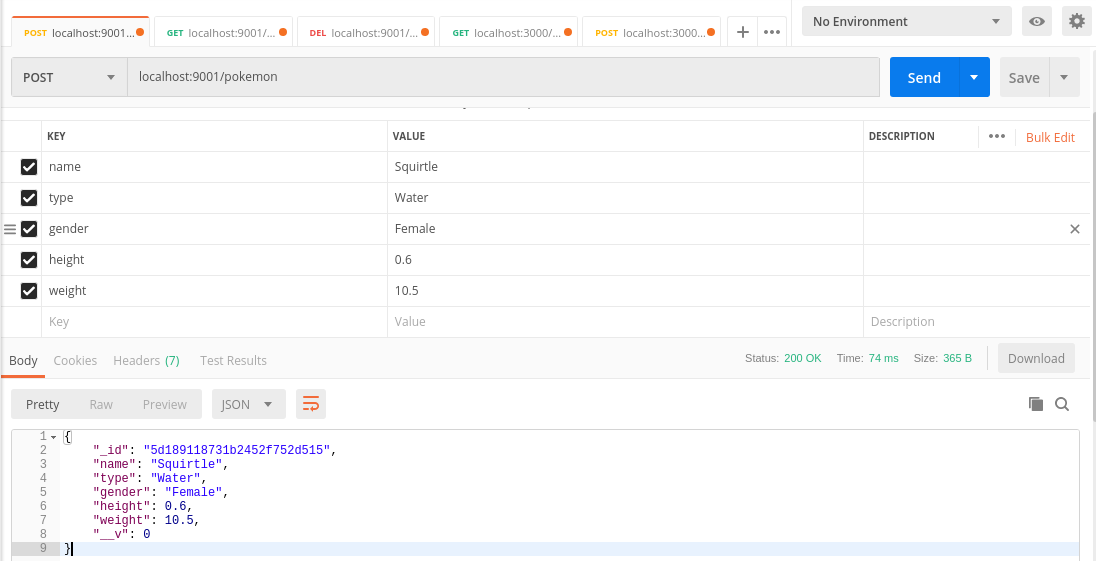 No Environment
POST localhost:9001... GET localhost:9001/... DEL localhost:9001/... GET localhost:3000/... POST localhost:3000...
POST localhost:9001/pokemon Send Save
KEY VALUE DESCRIPTION Bulk Edit
name Squirtle
type Water
gender Female
height 0.6
weight 10.5
Key Value Description
Body Cookies Headers (7) Test Results Status: 200 OK Time: 74 ms Size: 365 B Download
Pretty Raw Preview JSON
1 {
2 "_id": "5d189118731b2452f752d515",
3 "name": "Squirtle",
4 "type": "Water",
5 "gender": "Female",
6 "height": 0.6,
7 "weight": 10.5,
8 "__v": 0
9 }